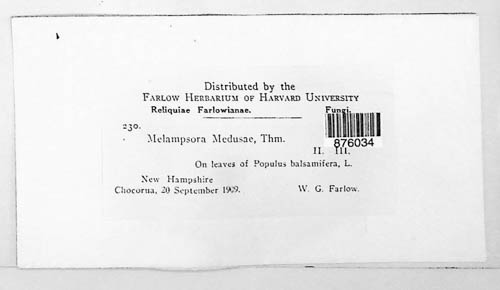 Distributed by the
FARLOW HERBARIUM OF HARVARD UNIVERSITY
Reliquiae Farlowianae. Fungi.
230.
Melampsora Medusae, Thm.
II. III.
876034
On leaves of Populus balsamifera, L.
New Hampshire
Chocorua, 20 September 1909. W. G. Farlow.